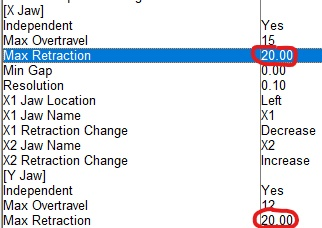 [X Jaw]
Independent Yes
Max Overtravel 15
Max Retraction 20.00
Min Gap 0.00
Resolution 0.10
X1 Jaw Location Left
X1 Jaw Name X1
X1 Retraction Change Decrease
X2 Jaw Name X2
X2 Retraction Change Increase
[Y Jaw]
Independent Yes
Max Overtravel 12
Max Retraction 20.00